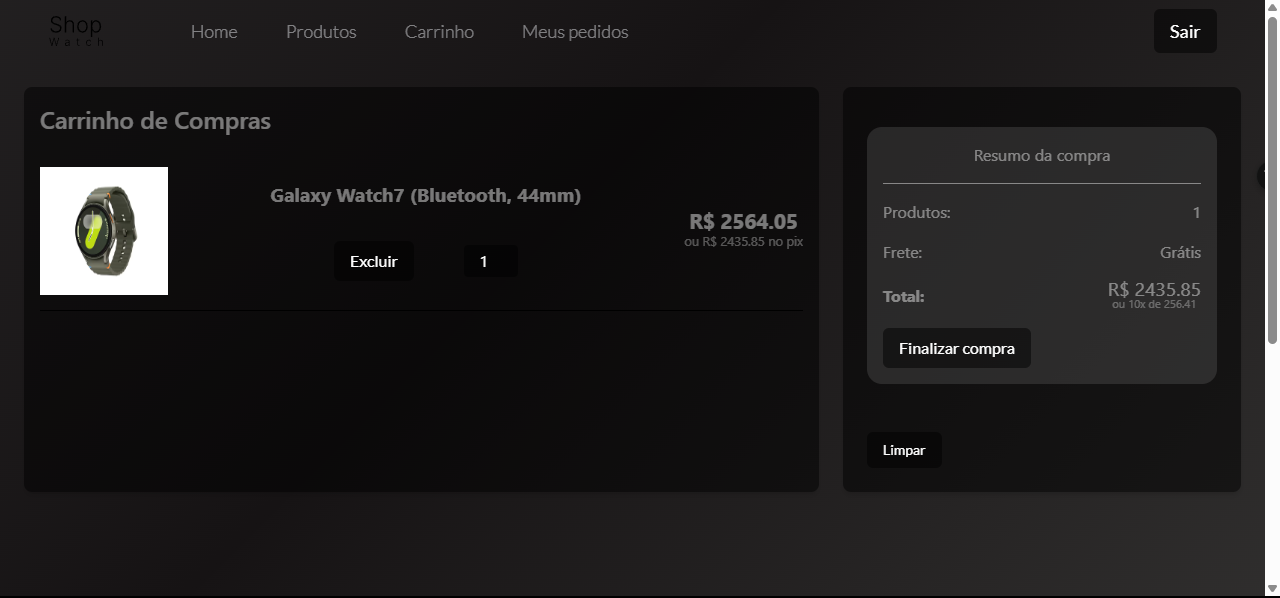 Shop
Watch
Home
Produtos
Carrinho
Meus pedidos
Sair
Carrinho de Compras
Galaxy Watch7 (Bluetooth, 44mm)
Excluir
1
R$ 2564.05
ou R$ 2435.85 no pix
Resumo da compra
Produtos: 1
Frete: Grátis
Total: R$ 2435.85
ou 10x de 256.41
Finalizar compra
Limpar